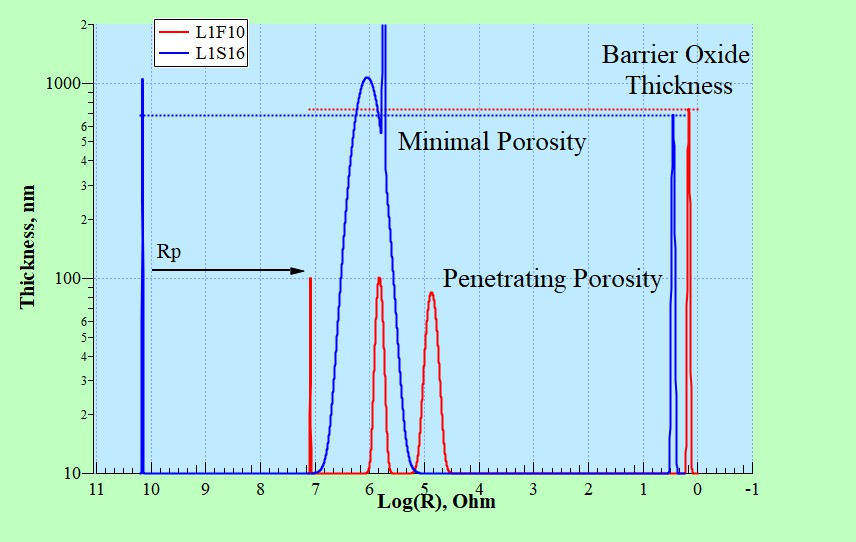 L1F10
L1S16
Barrier Oxide
Thickness
Minimal Porosity
Rp
Penetrating Porosity
Thickness, nm
2
1000
6
5
4
3
2
100
6
5
4
3
2
10
11 10 9 8 7 6 5 4 3 2 1 0 -1
Log(R), Ohm